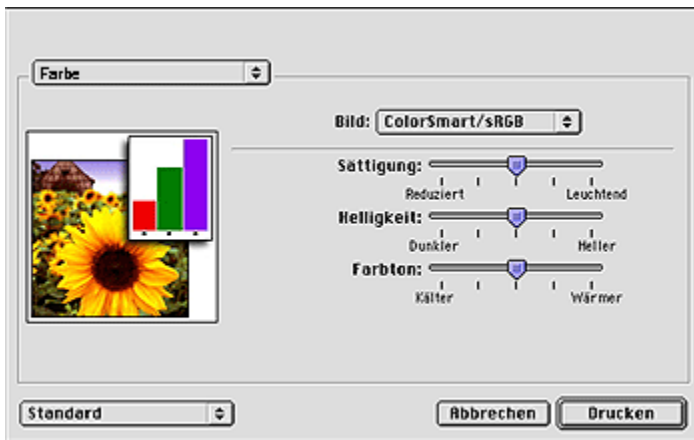 Farbe
Bild: ColorSmart/sRGB
Sättigung:
Reduziert Leuchtend
Helligkeit:
Dunkler Heller
Farbton:
Kälter Wärmer
Standard Abbrechen Drucken